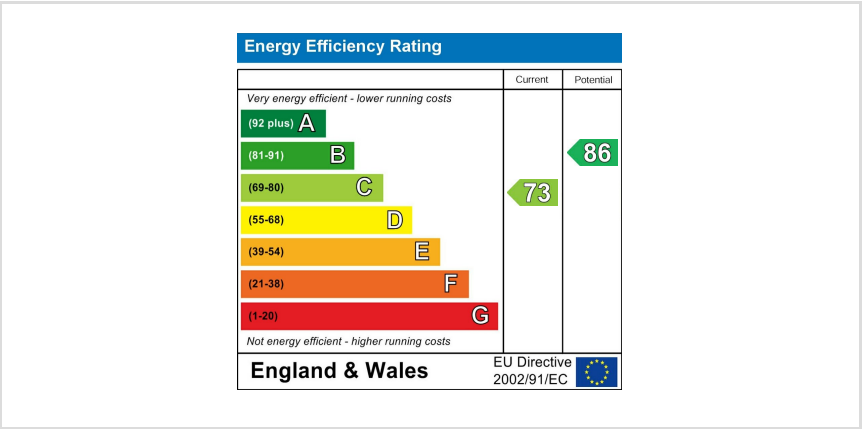 Energy Efficiency Rating
Current Potential
Very energy efficient - lower running costs
(92 plus) A
(81-91) B
86
(69-80) C
73
(55-68) D
(39-54) E
(21-38) F
(1-20) G
Not energy efficient - higher running costs
England & Wales
EU Directive
2002/91/EC